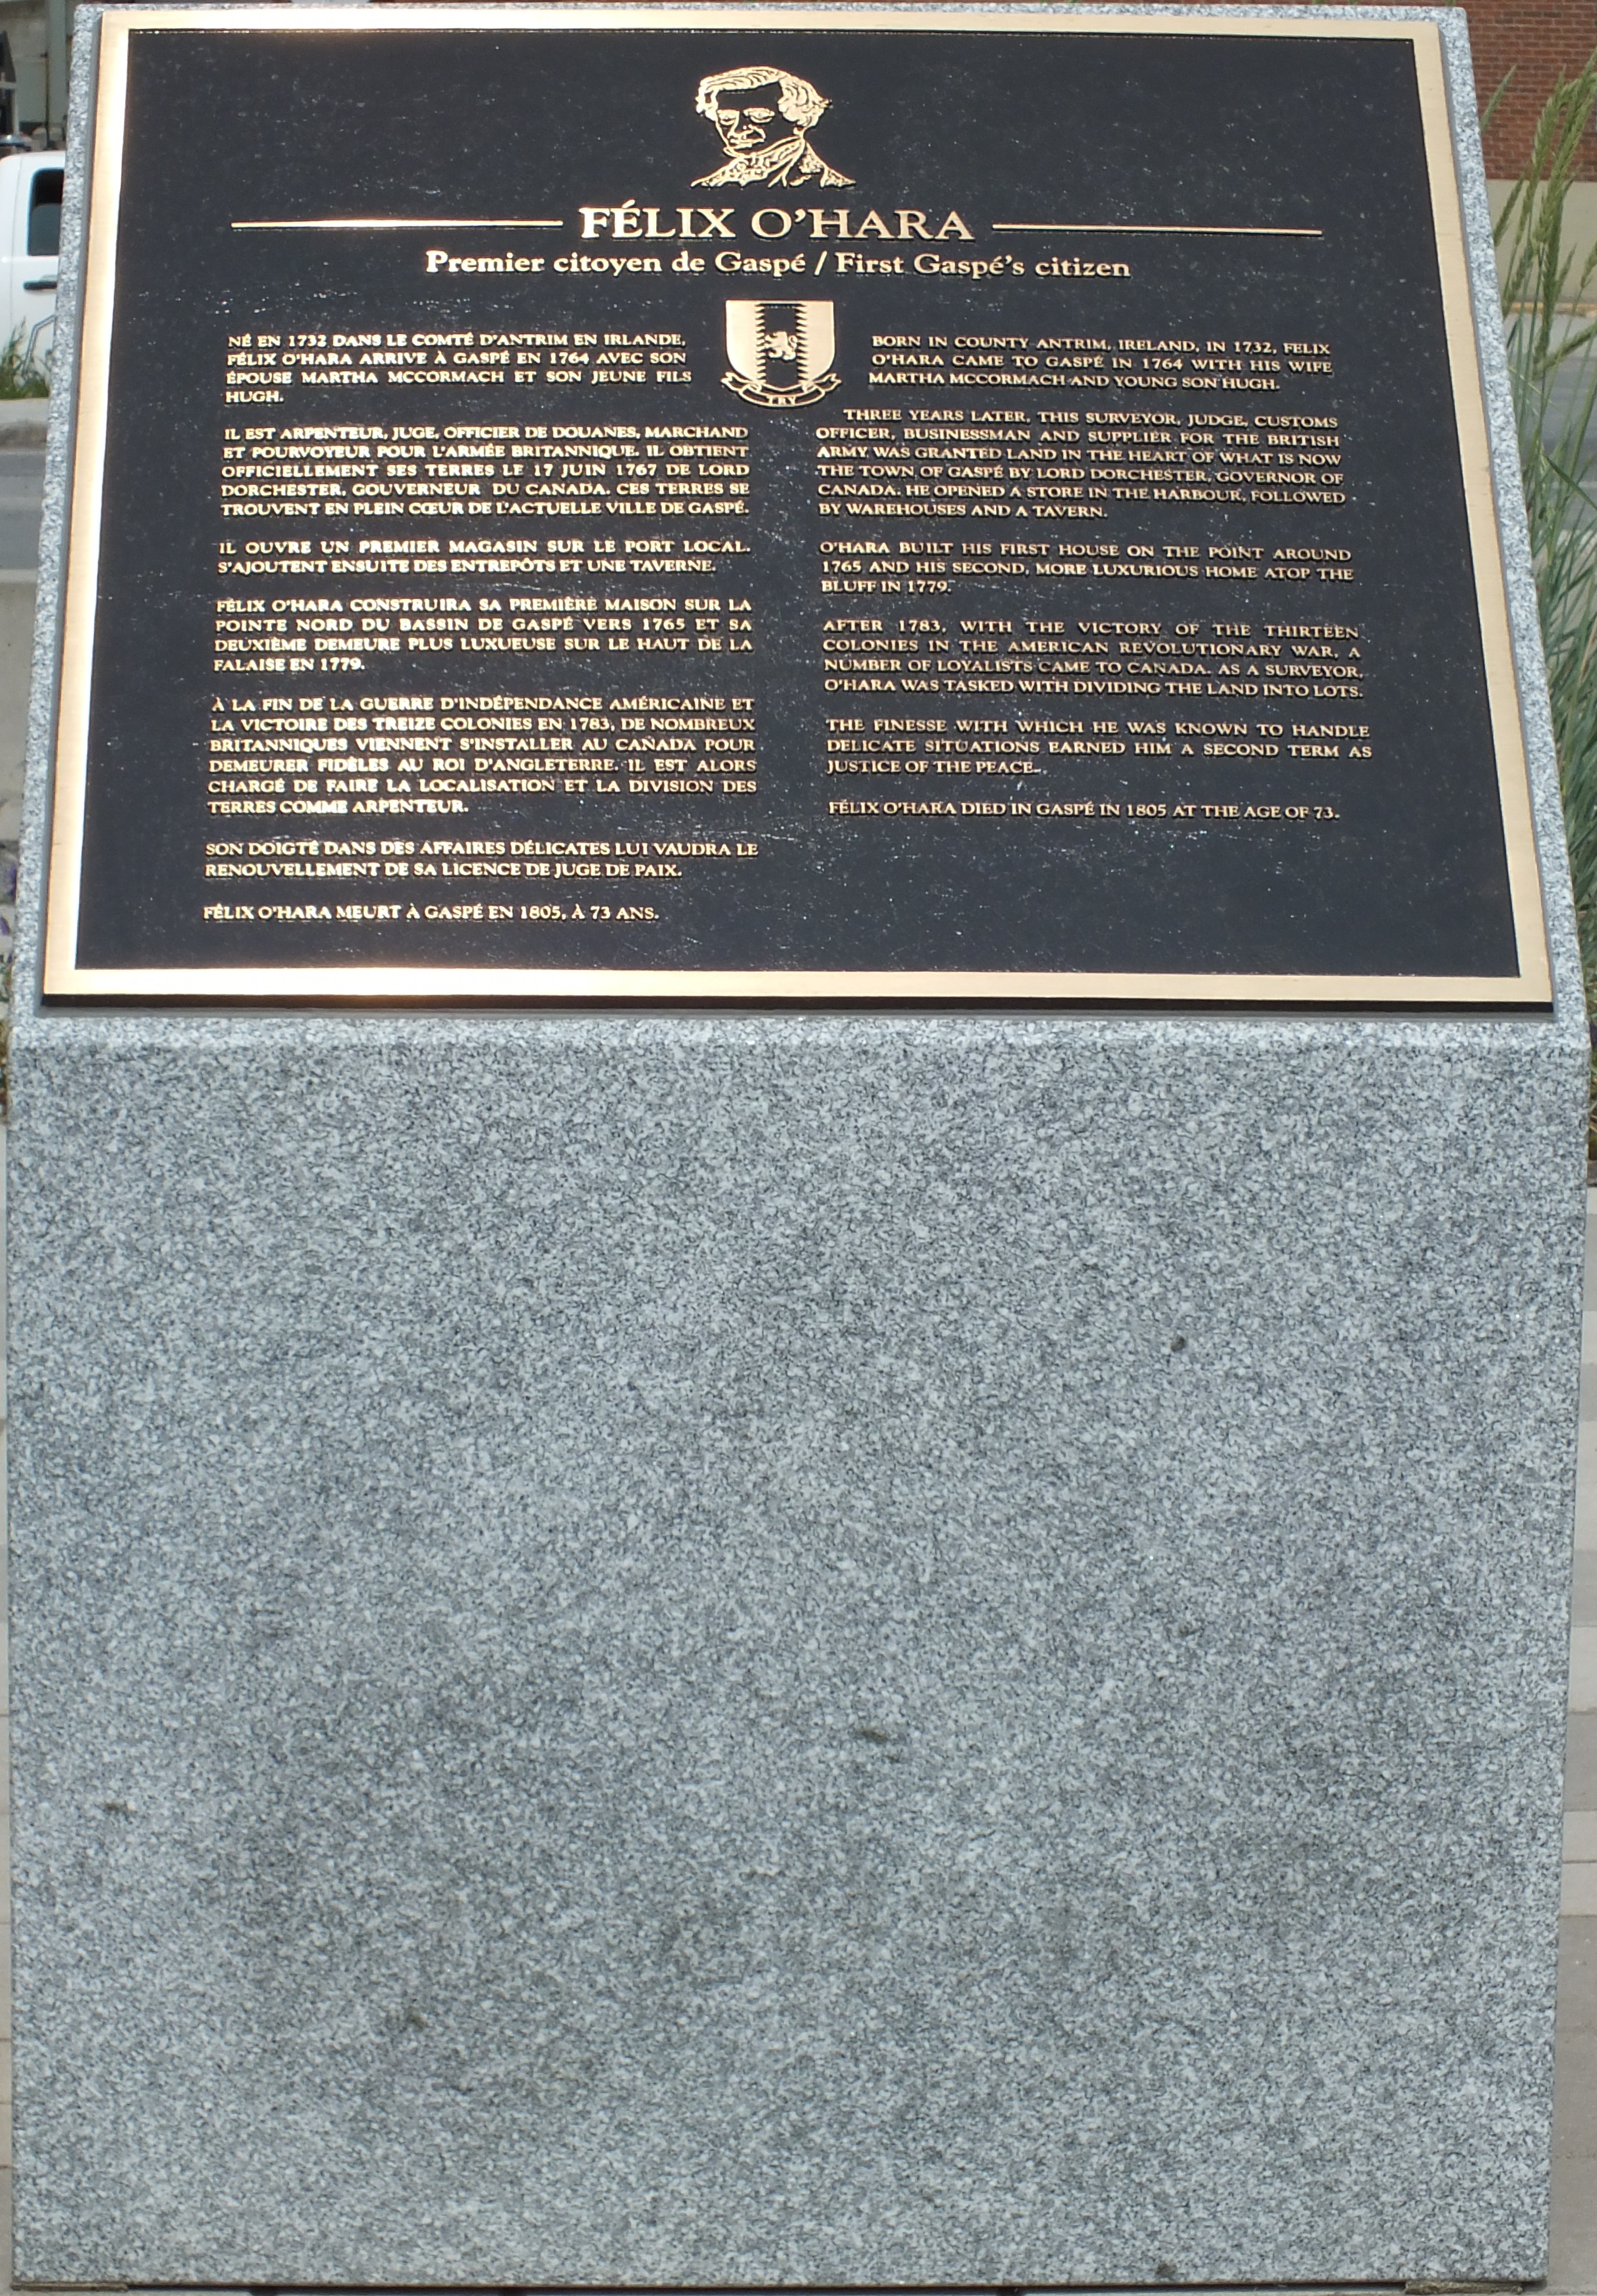 FÉLIX O'HARA
Premier citoyen de Gaspé / First Gaspé's citizen
NÉ EN 1732 DANS LE COMTÉ D'ANTRIM EN IRLANDE,
FÉLIX O'HARA ARRIVE À GASPÉ EN 1764 AVEC SON
ÉPOUSE MARTHA MCCORMACH ET SON JEUNE FILS
HUGH.
IL EST ARPENTEUR, JUGE, OFFICIER DE DOUANES, MARCHAND
ET POURVOYEUR POUR L'ARMÉE BRITANNIQUE. IL OBTIENT
OFFICIELLEMENT SES TERRES LE 17 JUIN 1767 DE LORD
DORCHESTER, GOUVERNEUR DU CANADA. CES TERRES SE
TROUVENT EN PLEIN CŒUR DE L'ACTUELLE VILLE DE GASPÉ.
IL OUVRE UN PREMIER MAGASIN SUR LE PORT LOCAL.
S'AJOUTENT ENSUITE DES ENTREPÔTS ET UNE TAVERNE.
FÉLIX O'HARA CONSTRUIRA SA PREMIÈRE MAISON SUR LA
POINTE NORD DU BASSIN DE GASPÉ VERS 1765 ET SA
DEUXIÈME DEMEURE PLUS LUXUEUSE SUR LE HAUT DE LA
FALAISE EN 1779.
À LA FIN DE LA GUERRE D'INDÉPENDANCE AMÉRICAINE ET
LA VICTOIRE DES TREIZE COLONIES EN 1783, DE NOMBREUX
BRITANNIQUES VIENNENT S'INSTALLER AU CANADA POUR
DEMEURER FIDÈLES AU ROI D'ANGLETERRE. IL EST ALORS
CHARGÉ DE FAIRE LA LOCALISATION ET LA DIVISION DES
TERRES COMME ARPENTEUR.
SON DOIGTÉ DANS DES AFFAIRES DÉLICATES LUI VAUDRA LE
RENOUVELLEMENT DE SA LICENCE DE JUGE DE PAIX.
FÉLIX O'HARA MEURT À GASPÉ EN 1805, À 73 ANS.
TRY
BORN IN COUNTY ANTRIM, IRELAND, IN 1732, FELIX
O'HARA CAME TO GASPÉ IN 1764 WITH HIS WIFE
MARTHA MCCORMACH AND YOUNG SON HUGH.
THREE YEARS LATER, THIS SURVEYOR, JUDGE, CUSTOMS
OFFICER, BUSINESSMAN AND SUPPLIER FOR THE BRITISH
ARMY WAS GRANTED LAND IN THE HEART OF WHAT IS NOW
THE TOWN OF GASPÉ BY LORD DORCHESTER, GOVERNOR OF
CANADA. HE OPENED A STORE IN THE HARBOUR, FOLLOWED
BY WAREHOUSES AND A TAVERN.
O'HARA BUILT HIS FIRST HOUSE ON THE POINT AROUND
1765 AND HIS SECOND, MORE LUXURIOUS HOME ATOP THE
BLUFF IN 1779.
AFTER 1783, WITH THE VICTORY OF THE THIRTEEN
COLONIES IN THE AMERICAN REVOLUTIONARY WAR, A
NUMBER OF LOYALISTS CAME TO CANADA. AS A SURVEYOR,
O'HARA WAS TASKED WITH DIVIDING THE LAND INTO LOTS.
THE FINESSE WITH WHICH HE WAS KNOWN TO HANDLE
DELICATE SITUATIONS EARNED HIM A SECOND TERM AS
JUSTICE OF THE PEACE.
FÉLIX O'HARA DIED IN GASPÉ IN 1805 AT THE AGE OF 73.